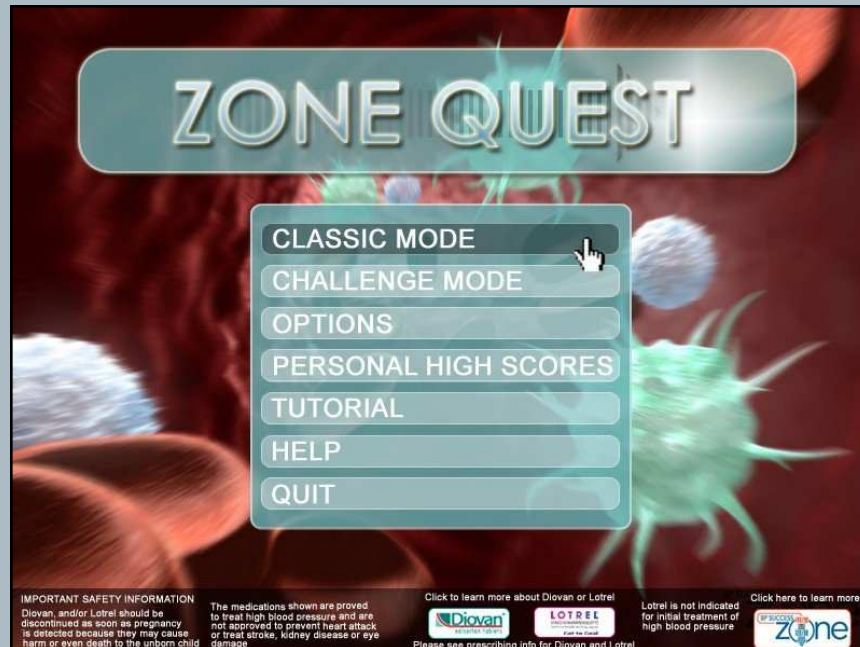 ZONE QUEST
CLASSIC MODE
CHALLENGE MODE
OPTIONS
PERSONAL HIGH SCORES
TUTORIAL
HELP
QUIT
IMPORTANT SAFETY INFORMATION
Diovan, and/or Lotrel should be
discontinued as soon as pregnancy
is detected because they may cause
harm or even death to the unborn child
The medications shown are proved
to treat high blood pressure and are
not approved to prevent heart attack
or treat stroke, kidney disease or eye
damage
Click to learn more about Diovan or Lotrel
Diovan
LOTREL
Please see prescribing info for Diovan and Lotrel
Lotrel is not indicated
for initial treatment of
high blood pressure
Click here to learn more
BP SUCCESS
zone